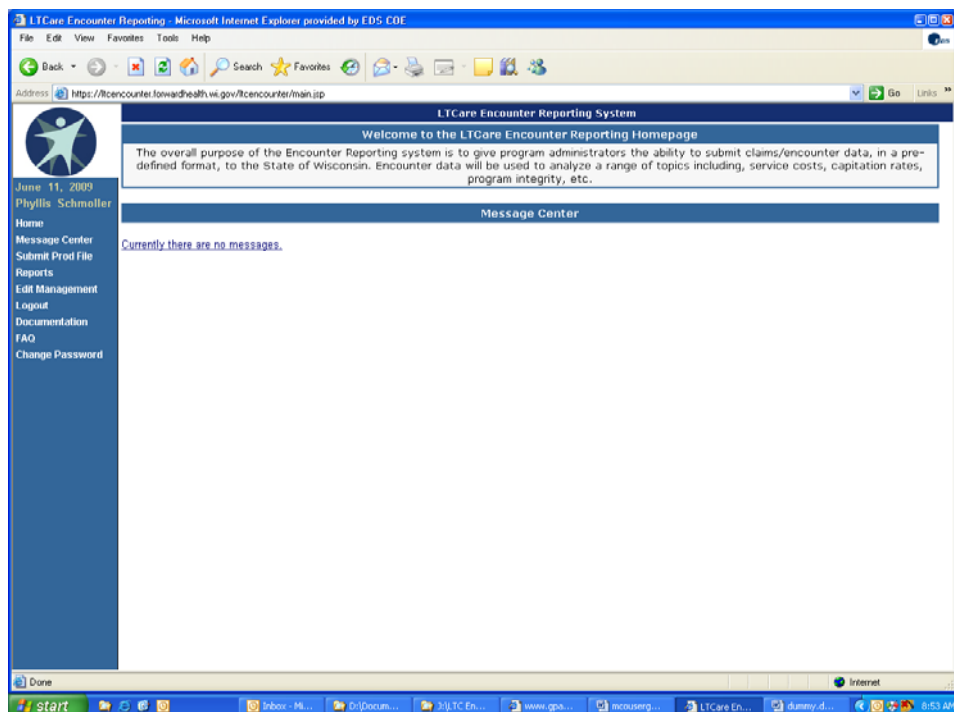 LTCare Encounter Reporting - Microsoft Internet Explorer provided by EDS COE
File Edit View Favorites Tools Help
Back Search Favorites
Address https://ltcencounter.forwardhealth.wi.gov/ltcencounter/main.jsp Go Links »
LTCare Encounter Reporting System
Welcome to the LTCare Encounter Reporting Homepage
The overall purpose of the Encounter Reporting system is to give program administrators the ability to submit claims/encounter data, in a pre-
defined format, to the State of Wisconsin. Encounter data will be used to analyze a range of topics including, service costs, capitation rates,
program integrity, etc.
June 11, 2009
Phyllis Schmoller
Home
Message Center
Submit Prod File
Reports
Edit Management
Logout
Documentation
FAQ
Change Password
Message Center
Currently there are no messages.
Done Internet
start Inbox - Mi... D:\Docum... J:\LTC En... www.gpa... mcouserg... LTCare En... dummy.d... 8:53 AM